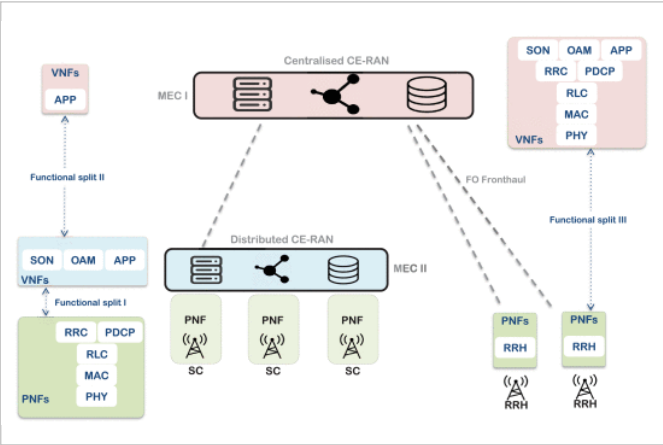 Centralised CE-RAN
MEC I
VNFs
APP
Functional split II
SON OAM APP
VNFs
Functional split I
RRC PDCP
RLC
MAC
PHY
PNFs
Distributed CE-RAN
MEC II
PNF PNF PNF
SC SC SC
FO Fronthaul
SON OAM APP
RRC PDCP
RLC
MAC
PHY
VNFs
Functional split III
PNFs PNFs
RRH RRH
RRH RRH